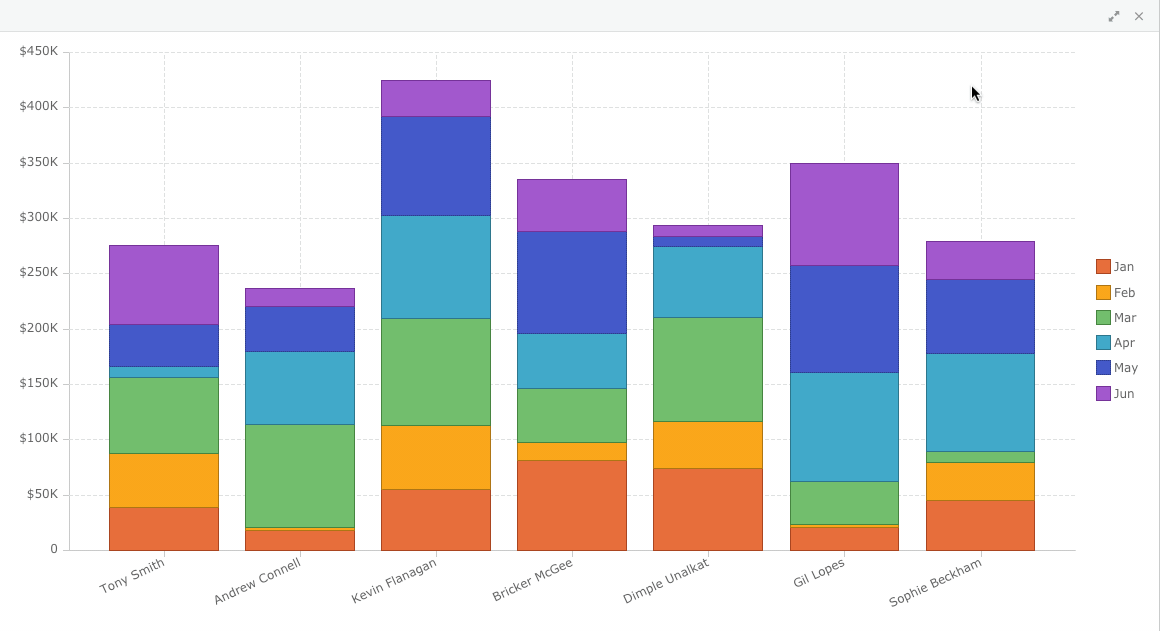 $450K
$400K
$350K
$300K
$250K
$200K
$150K
$100K
$50K
0
Jan
Feb
Mar
Apr
May
Jun
Tony Smith
Andrew Connell
Kevin Flanagan
Bricker McGee
Dimple Unalkat
Gil Lopes
Sophie Beckham